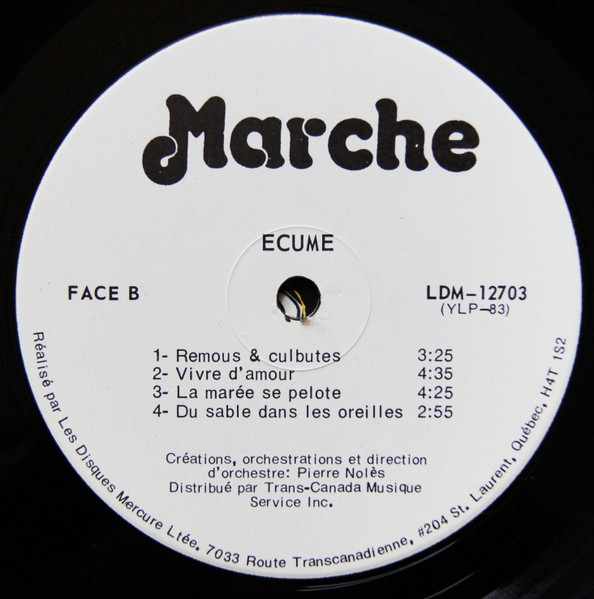 Marche
ECUME
FACE B
LDM-12703
(YLP-83)
1- Remous & culbutes 3:25
2- Vivre d'amour 4:35
3- La marée se pelote 4:25
4- Du sable dans les oreilles 2:55
Créations, orchestrations et direction
d'orchestre: Pierre Nolès
Distribué par Trans-Canada Musique
Service Inc.
Réalisé par Les Disques Mercure Ltée. 7033 Route Transcanadienne, #204 St. Laurent, Québec, H4T 1S2